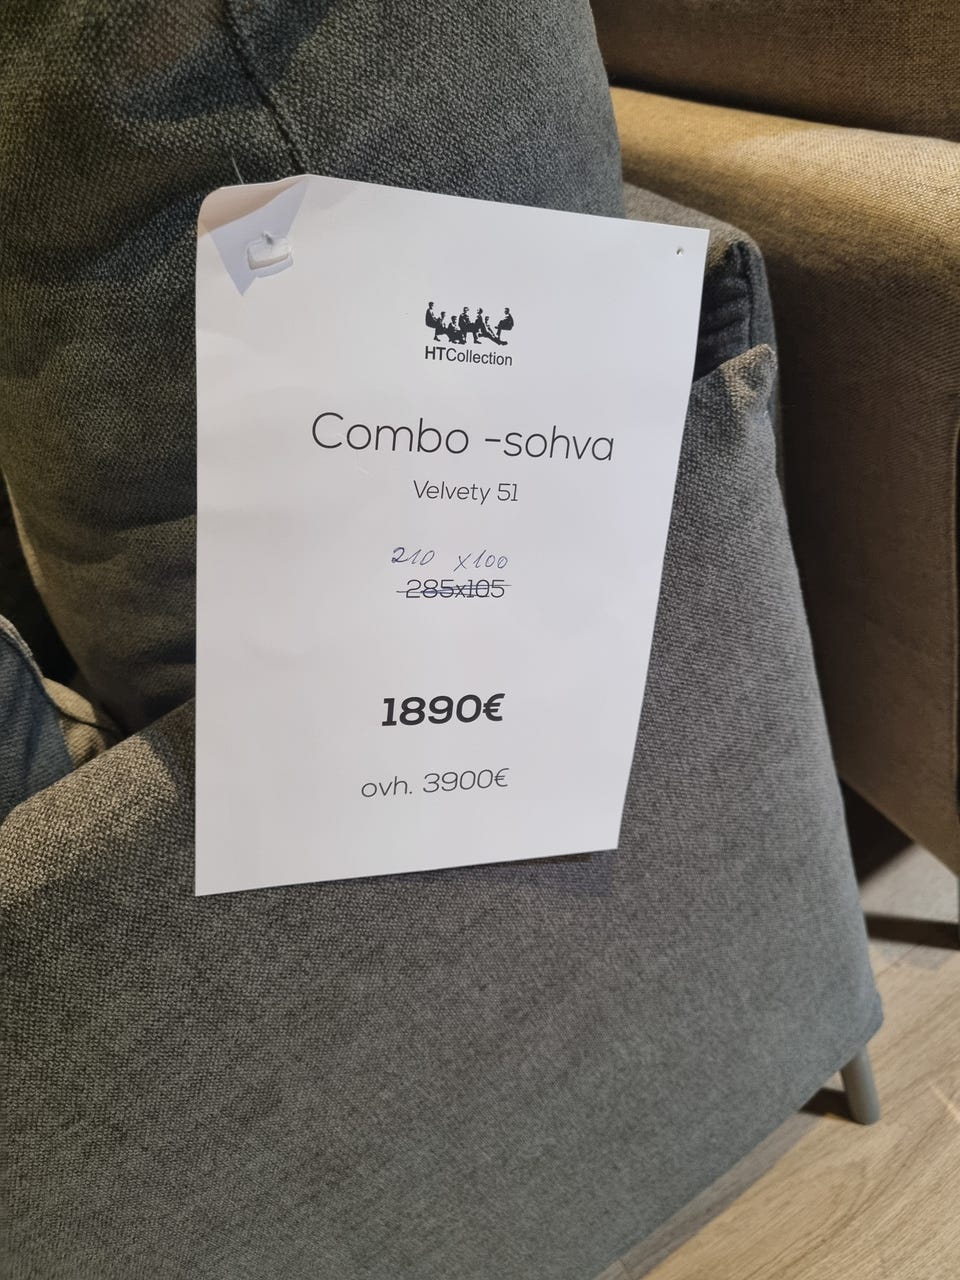 HTCollection
Combo -sohva
Velvety 51
210 x100
285x105
1890€
ovh. 3900€